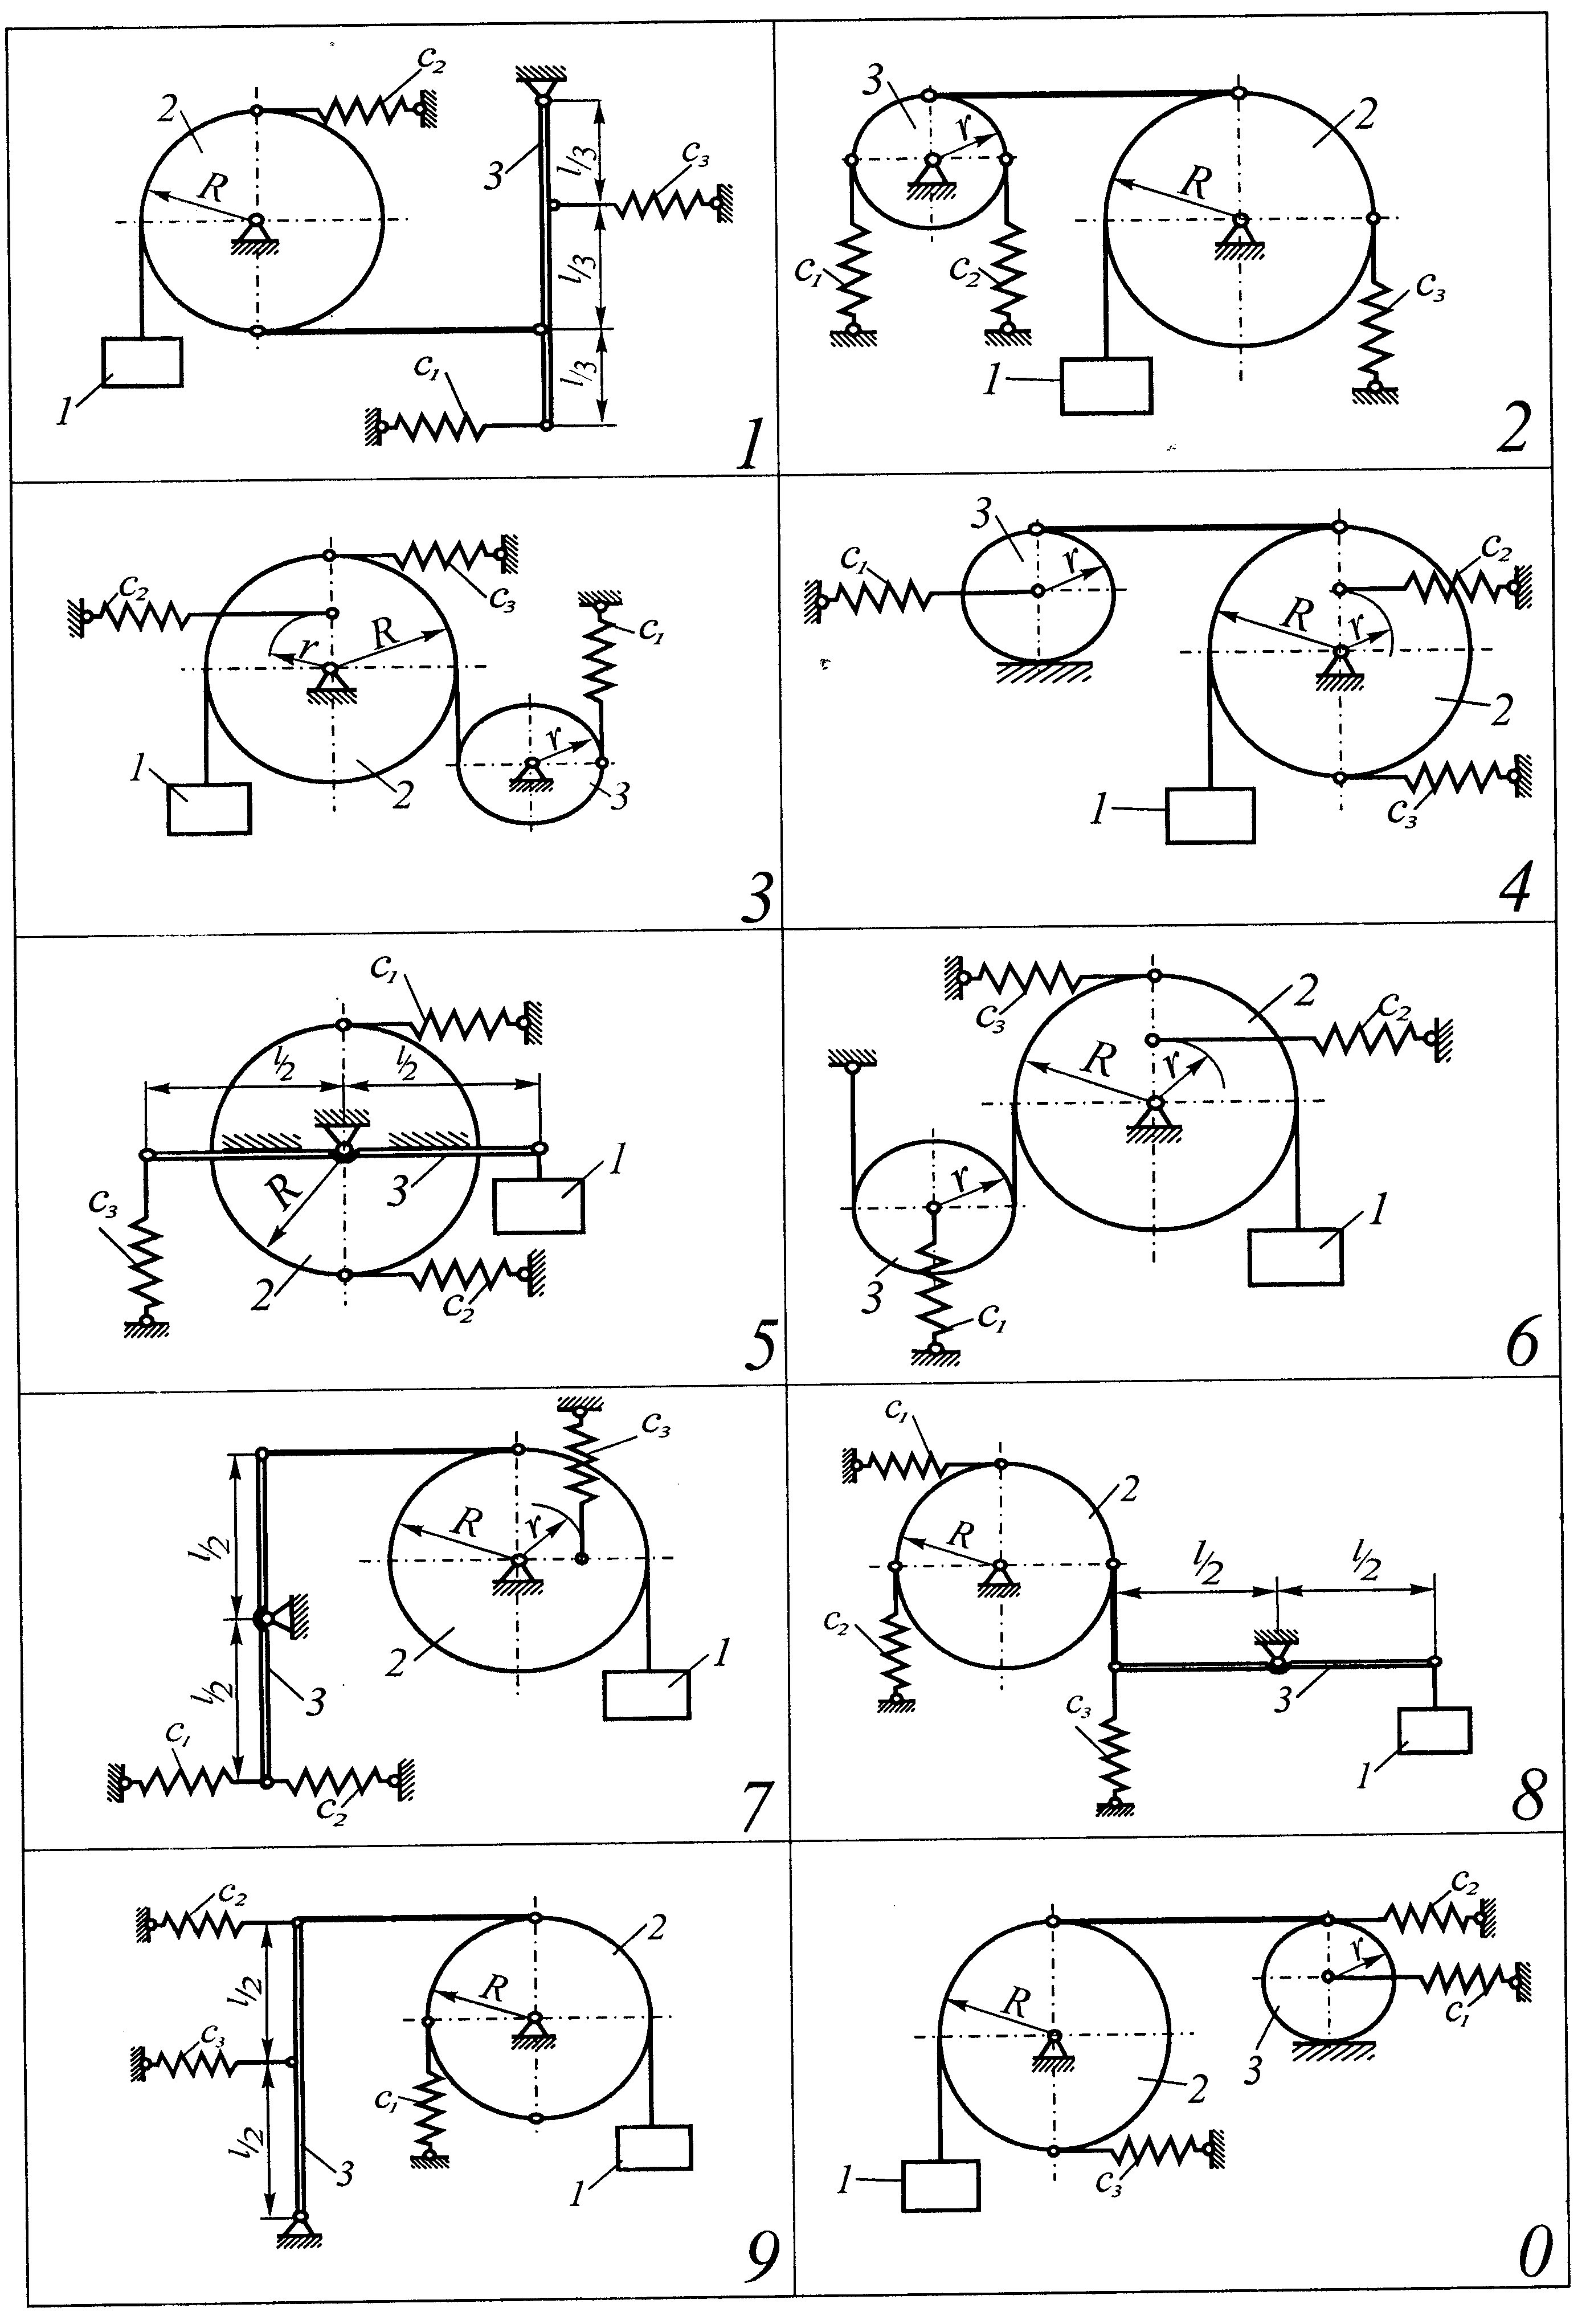 c₂
2
R
3
l/3
c₃
l/3
l/3
c₁
1
1
3
r
2
R
c₁
c₂
c₃
1
2
c₂
c₃
c₁
r
R
r
1
2
3
3
3
c₁
r
c₂
R
r
2
1
c₃
4
c₁
l/2
l/2
1
R
3
c₃
2
c₂
5
c₃
2
c₂
R
r
r
1
3
c₁
6
c₃
R
r
l/2
2
1
l/2
3
c₁
c₂
7
c₁
2
R
l/2
l/2
c₂
c₃
3
1
8
c₂
2
l/2
R
c₃
c₁
l/2
3
1
9
c₂
r
R
c₁
3
2
1
c₃
0